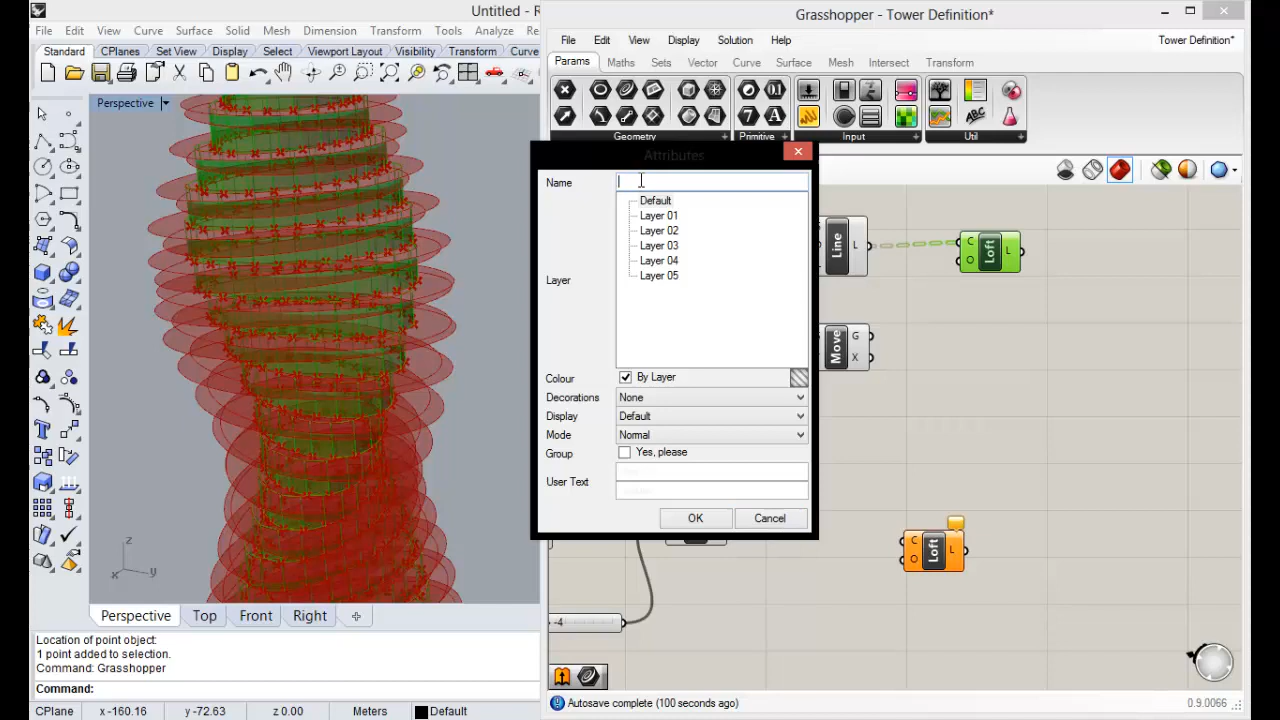 Untitled - R
Grasshopper - Tower Definition*
File Edit View Curve Surface Solid Mesh Dimension Transform Tools Analyze
File Edit View Display Solution Help
Tower Definition*
Standard CPlanes Set View Display Select Viewport Layout Visibility Transform Curve
Params Maths Sets Vector Curve Surface Mesh Intersect Transform
Geometry Primitive Input Util
Perspective
Attributes
Name
Default
Layer 01
Layer 02
Layer 03
Layer 04
Layer 05
Layer
Colour By Layer
Decorations None
Display Default
Mode Normal
Group Yes, please
User Text
OK Cancel
Line L
C O Loft L
Move G X
C O Loft L
-4
z
x y
Perspective Top Front Right
Location of point object:
1 point added to selection.
Command: Grasshopper
Command:
Autosave complete (100 seconds ago)
0.9.0066
CPlane x -160.16 y -72.63 z 0.00 Meters Default